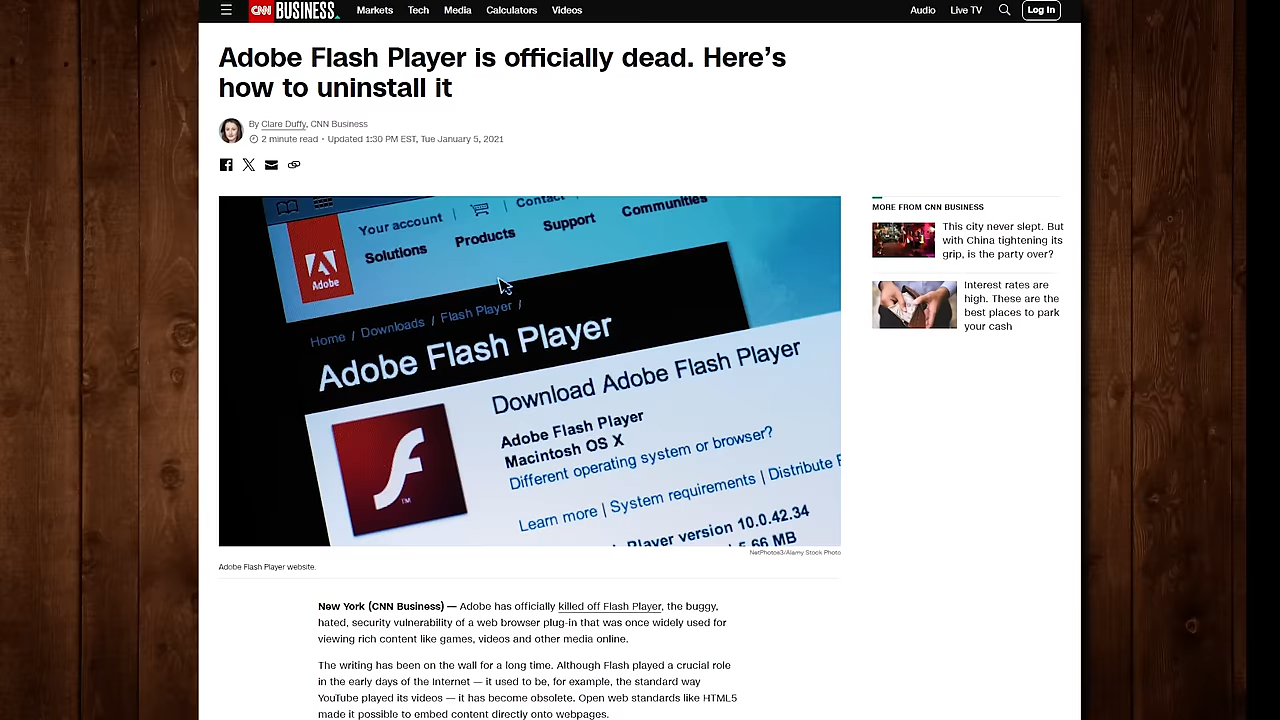 CNN BUSINESS Markets Tech Media Calculators Videos Audio Live TV Log In
Adobe Flash Player is officially dead. Here’s
how to uninstall it
By Clare Duffy, CNN Business
2 minute read • Updated 1:30 PM EST, Tue January 5, 2021
Your account | Contact
Solutions Products Support Communities
Adobe
Home / Downloads / Flash Player /
Adobe Flash Player
Download Adobe Flash Player
Adobe Flash Player
Macintosh OS X
Different operating system or browser?
Learn more | System requirements | Distribute
Player version 10.0.42.34
5.66 MB
TM
NetPhotos3/Alamy Stock Photo
Adobe Flash Player website.
MORE FROM CNN BUSINESS
This city never slept. But
with China tightening its
grip, is the party over?
Interest rates are
high. These are the
best places to park
your cash
New York (CNN Business) — Adobe has officially killed off Flash Player, the buggy,
hated, security vulnerability of a web browser plug-in that was once widely used for
viewing rich content like games, videos and other media online.
The writing has been on the wall for a long time. Although Flash played a crucial role
in the early days of the Internet — it used to be, for example, the standard way
YouTube played its videos — it has become obsolete. Open web standards like HTML5
made it possible to embed content directly onto webpages.